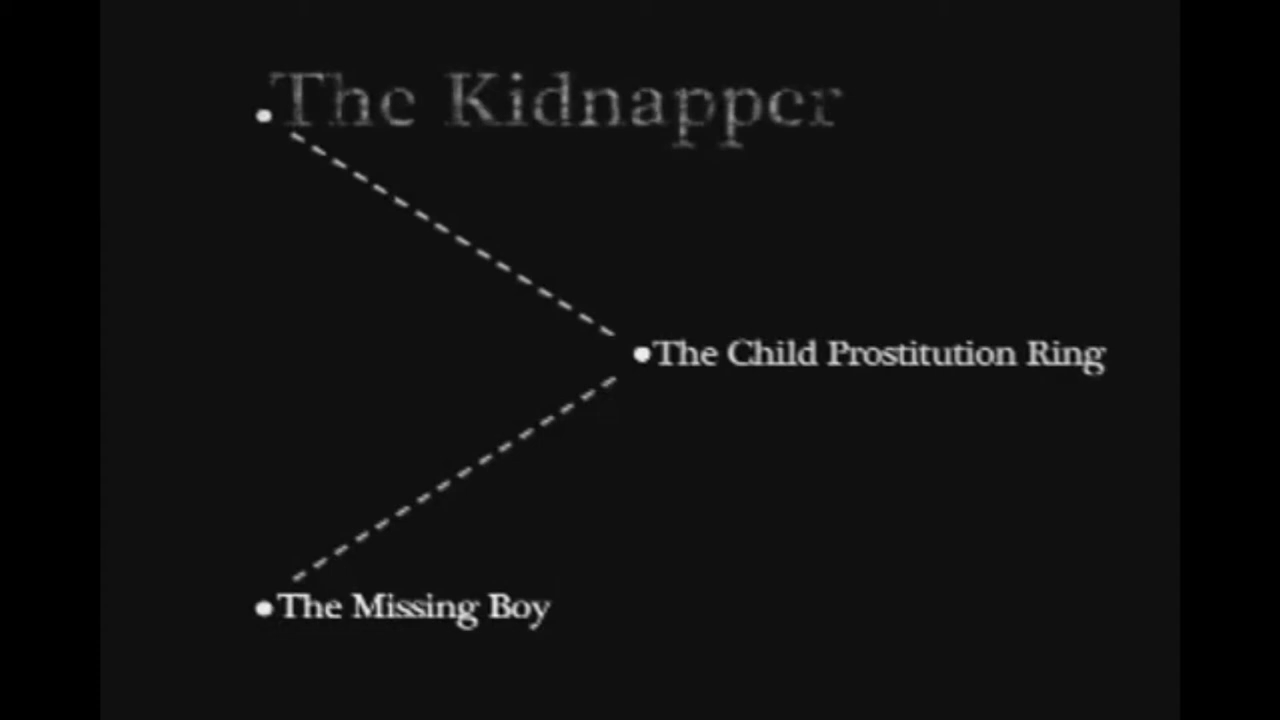 The Kidnapper
The Child Prostitution Ring
The Missing Boy